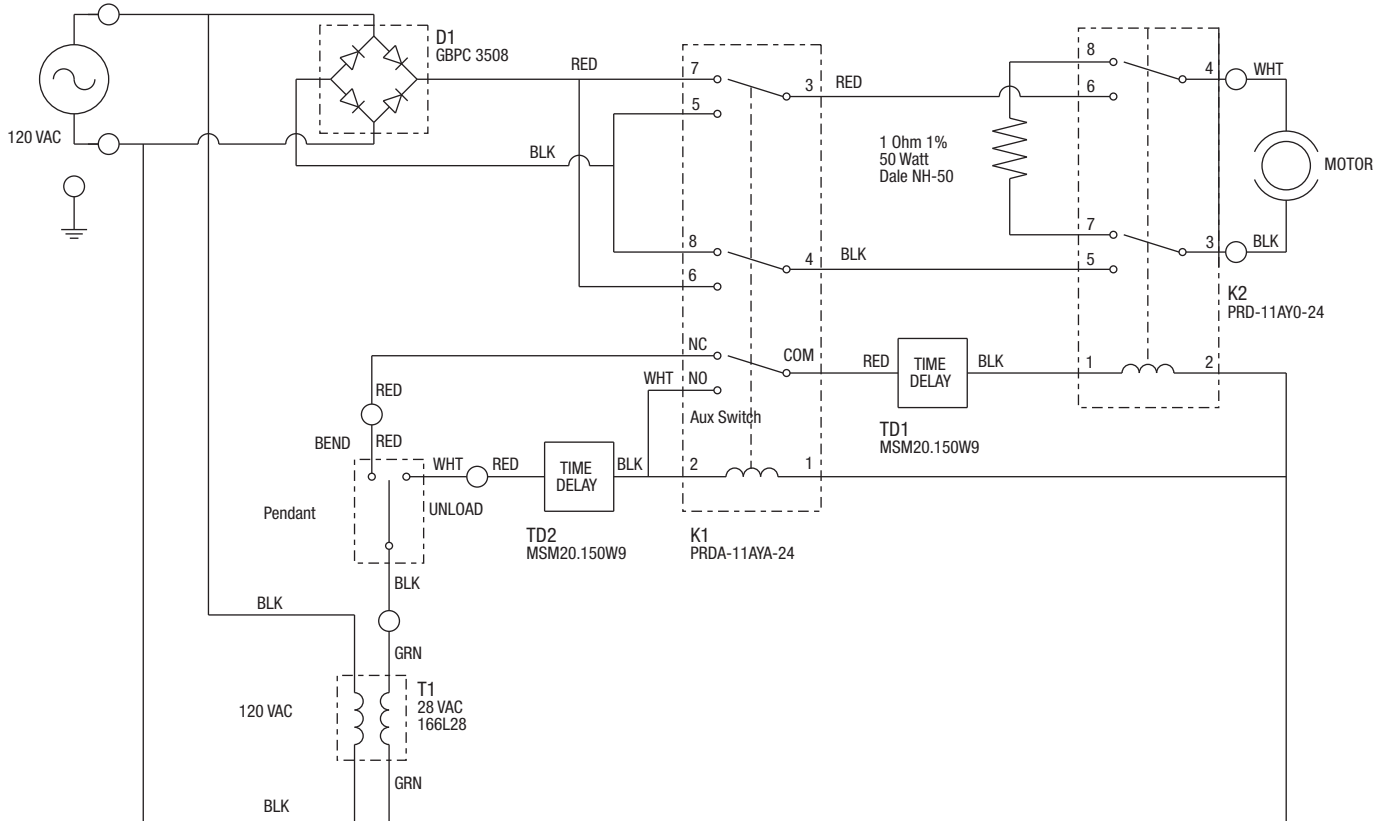 120 VAC
D1
GBPC 3508
RED
BLK
7
5
3
RED
8
6
4
BLK
1 Ohm 1%
50 Watt
Dale NH-50
8
6
4
WHT
MOTOR
7
5
3
BLK
K2
PRD-11AY0-24
NC
COM
RED
TIME
DELAY
BLK
1
2
WHT
NO
Aux Switch
TD1
MSM20.150W9
RED
BEND
RED
WHT
RED
TIME
DELAY
BLK
2
1
Pendant
UNLOAD
TD2
MSM20.150W9
K1
PRDA-11AYA-24
BLK
BLK
GRN
120 VAC
T1
28 VAC
166L28
GRN
BLK